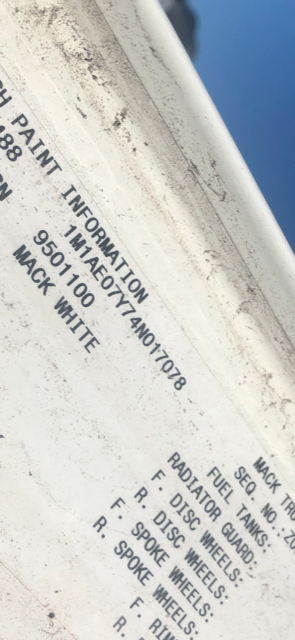 PAINT INFORMATION
1M1AE07Y74N017078
9501100
MACK WHITE
MACK
SEQ. NO.
FUEL TANKS:
RADIATOR GUARD:
F. DISC WHEELS:
R. DISC WHEELS:
F. SPOKE WHEELS:
R. SPOKE WHEELS:
F.
R.